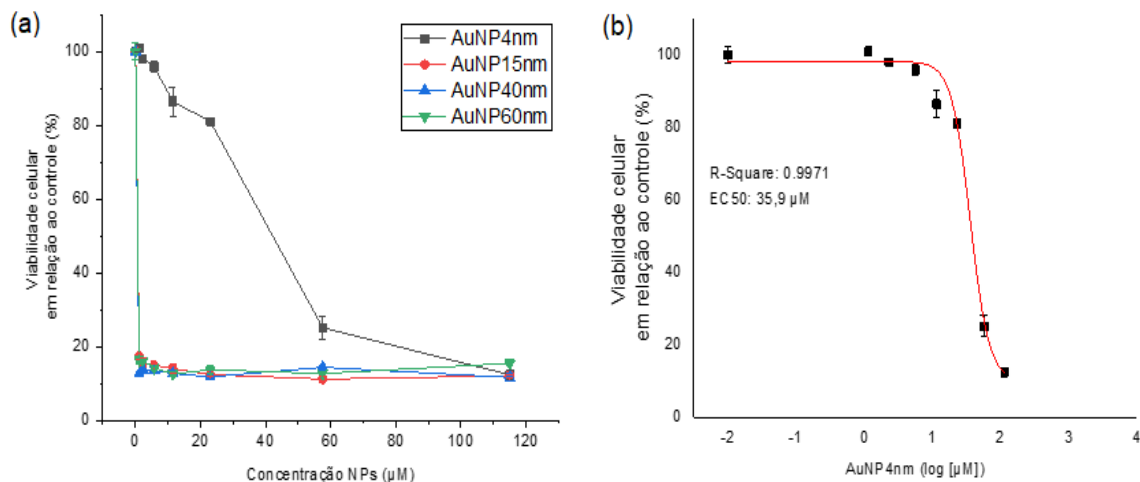 (a)
AuNP4nm
AuNP15nm
AuNP40nm
AuNP60nm
Viabilidade celular
em relação ao controle (%)
100
80
60
40
20
0
0
20
40
60
80
100
120
Concentração NPs (µM)
(b)
Viabilidade celular
em relação ao controle (%)
100
80
60
40
20
0
R-Square: 0.9971
EC50: 35,9 µM
-2
-1
0
1
2
3
4
AuNP4nm (log [µM])